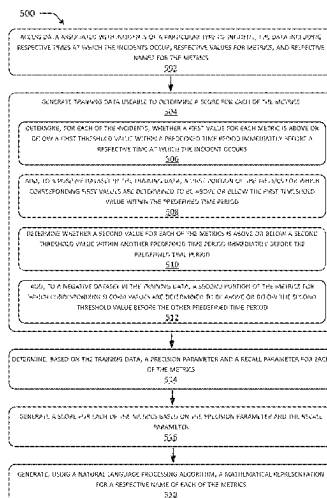 500
ACCESS DATA ASSOCIATED WITH INCIDENTS OF A PARTICULAR TYPE OF INCIDENT, THE DATA INCLUDING
RESPECTIVE TIMES AT WHICH THE INCIDENTS OCCUR, RESPECTIVE VALUES FOR METRICS, AND RESPECTIVE
NAMES FOR THE METRICS
502
GENERATE TRAINING DATA USEABLE TO DETERMINE A SCORE FOR EACH OF THE METRICS
504
DETERMINE, FOR EACH OF THE INCIDENTS, WHETHER A FIRST VALUE FOR EACH METRIC IS ABOVE OR
BELOW A FIRST THRESHOLD VALUE WITHIN A PREDEFINED TIME PERIOD IMMEDIATELY BEFORE A
RESPECTIVE TIME AT WHICH THE INCIDENT OCCURS
506
ADD, TO A POSITIVE DATASET IN THE TRAINING DATA, A FIRST PORTION OF THE METRICS FOR WHICH
CORRESPONDING FIRST VALUES ARE DETERMINED TO BE ABOVE OR BELOW THE FIRST THRESHOLD
VALUE WITHIN THE PREDEFINED TIME PERIOD
508
DETERMINE WHETHER A SECOND VALUE FOR EACH OF THE METRICS IS ABOVE OR BELOW A SECOND
THRESHOLD VALUE WITHIN ANOTHER PREDEFINED TIME PERIOD IMMEDIATELY BEFORE THE
PREDEFINED TIME PERIOD
510
ADD, TO A NEGATIVE DATASET IN THE TRAINING DATA, A SECOND PORTION OF THE METRICS FOR
WHICH CORRESPONDING SECOND VALUES ARE DETERMINED TO BE ABOVE OR BELOW THE SECOND
THRESHOLD VALUE BEFORE THE OTHER PREDEFINED TIME PERIOD
512
DETERMINE, BASED ON THE TRAINING DATA, A PRECISION PARAMETER AND A RECALL PARAMETER FOR EACH
OF THE METRICS
514
GENERATE A SCORE FOR EACH OF THE METRICS BASED ON THE PRECISION PARAMETER AND THE RECALL
PARAMETER
516
GENERATE, USING A NATURAL LANGUAGE PROCESSING ALGORITHM, A MATHEMATICAL REPRESENTATION
FOR A RESPECTIVE NAME OF EACH OF THE METRICS